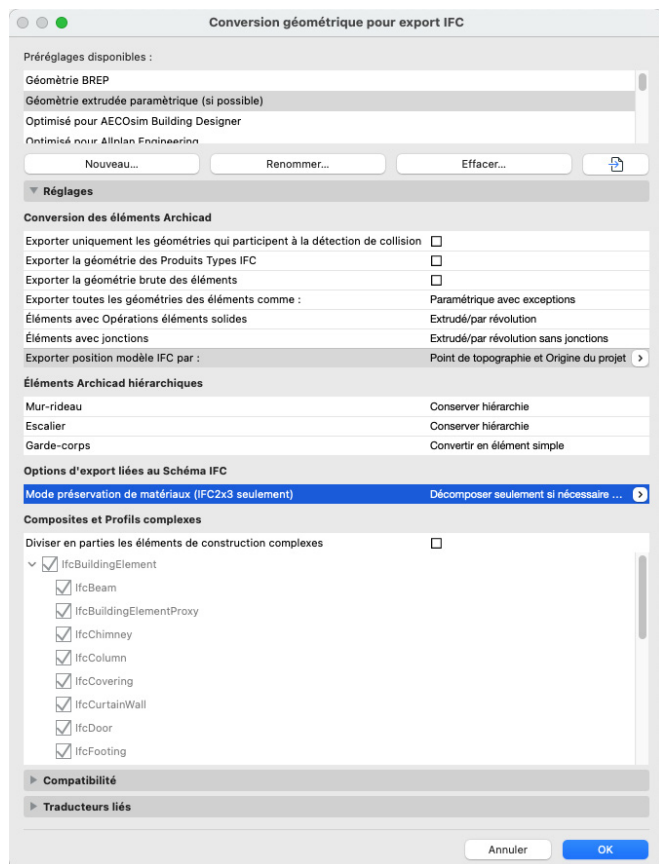 Conversion géométrique pour export IFC
Préréglages disponibles :
Géomètrie BREP
Géomètrie extrudée paramètrique (si possible)
Optimisé pour AECOsim Building Designer
Optimisé pour Allplan Engineering
Nouveau...
Renommer...
Effacer...
Réglages
Conversion des éléments Archicad
Exporter uniquement les géométries qui participent à la détection de collision
Exporter la géométrie des Produits Types IFC
Exporter la géométrie brute des éléments
Exporter toutes les géométries des éléments comme : Paramétrique avec exceptions
Éléments avec Opérations éléments solides Extrudé/par révolution
Éléments avec jonctions Extrudé/par révolution sans jonctions
Exporter position modèle IFC par : Point de topographie et Origine du projet
Éléments Archicad hiérarchiques
Mur-rideau Conserver hiérarchie
Escalier Conserver hiérarchie
Garde-corps Convertir en élément simple
Options d'export liées au Schéma IFC
Mode préservation de matériaux (IFC2x3 seulement) Décomposer seulement si nécessaire ...
Composites et Profils complexes
Diviser en parties les éléments de construction complexes
IfcBuildingElement
IfcBeam
IfcBuildingElementProxy
IfcChimney
IfcColumn
IfcCovering
IfcCurtainWall
IfcDoor
IfcFooting
Compatibilité
Traducteurs liés
Annuler
OK